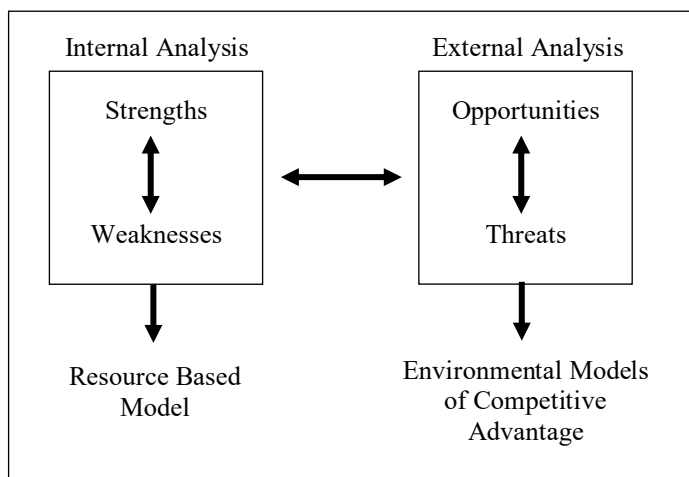 Internal Analysis
Strengths
Weaknesses
Resource Based
Model
External Analysis
Opportunities
Threats
Environmental Models
of Competitive
Advantage